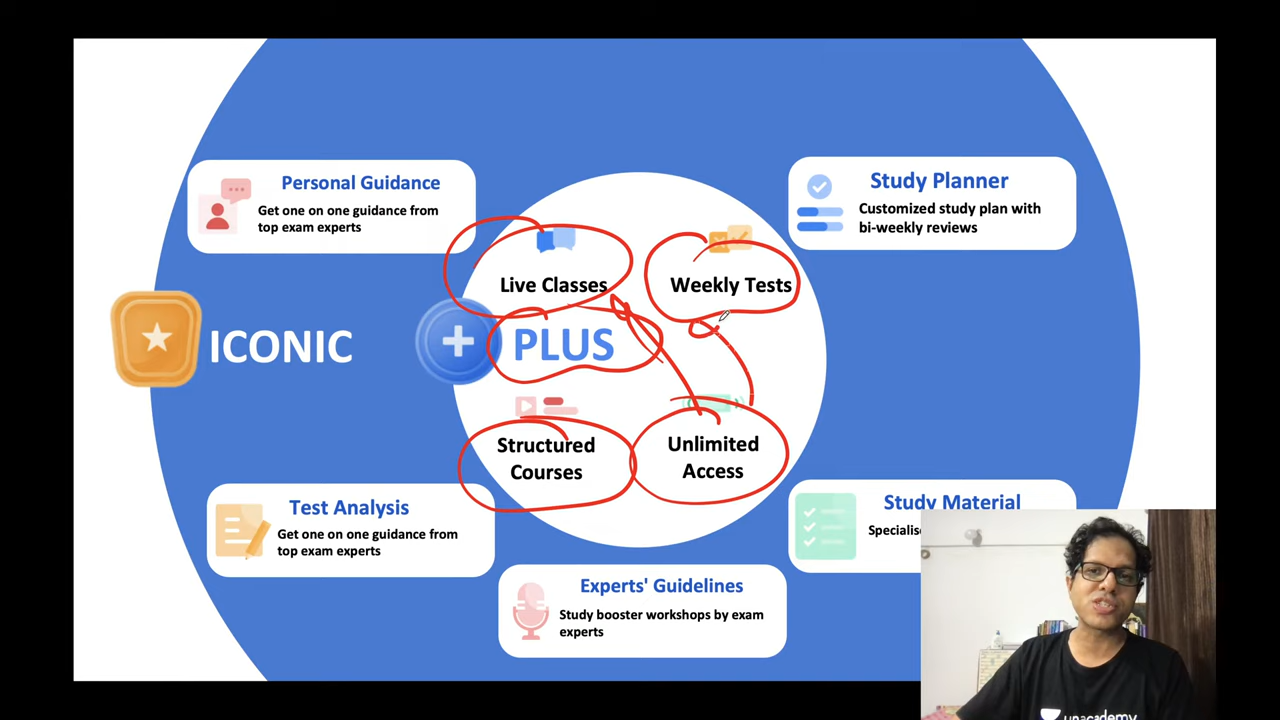 Personal Guidance
Get one on one guidance from
top exam experts
Study Planner
Customized study plan with
bi-weekly reviews
Live Classes
Weekly Tests
ICONIC
PLUS
Structured
Courses
Unlimited
Access
Test Analysis
Get one on one guidance from
top exam experts
Study Material
Experts' Guidelines
Study booster workshops by exam
experts
unacademy